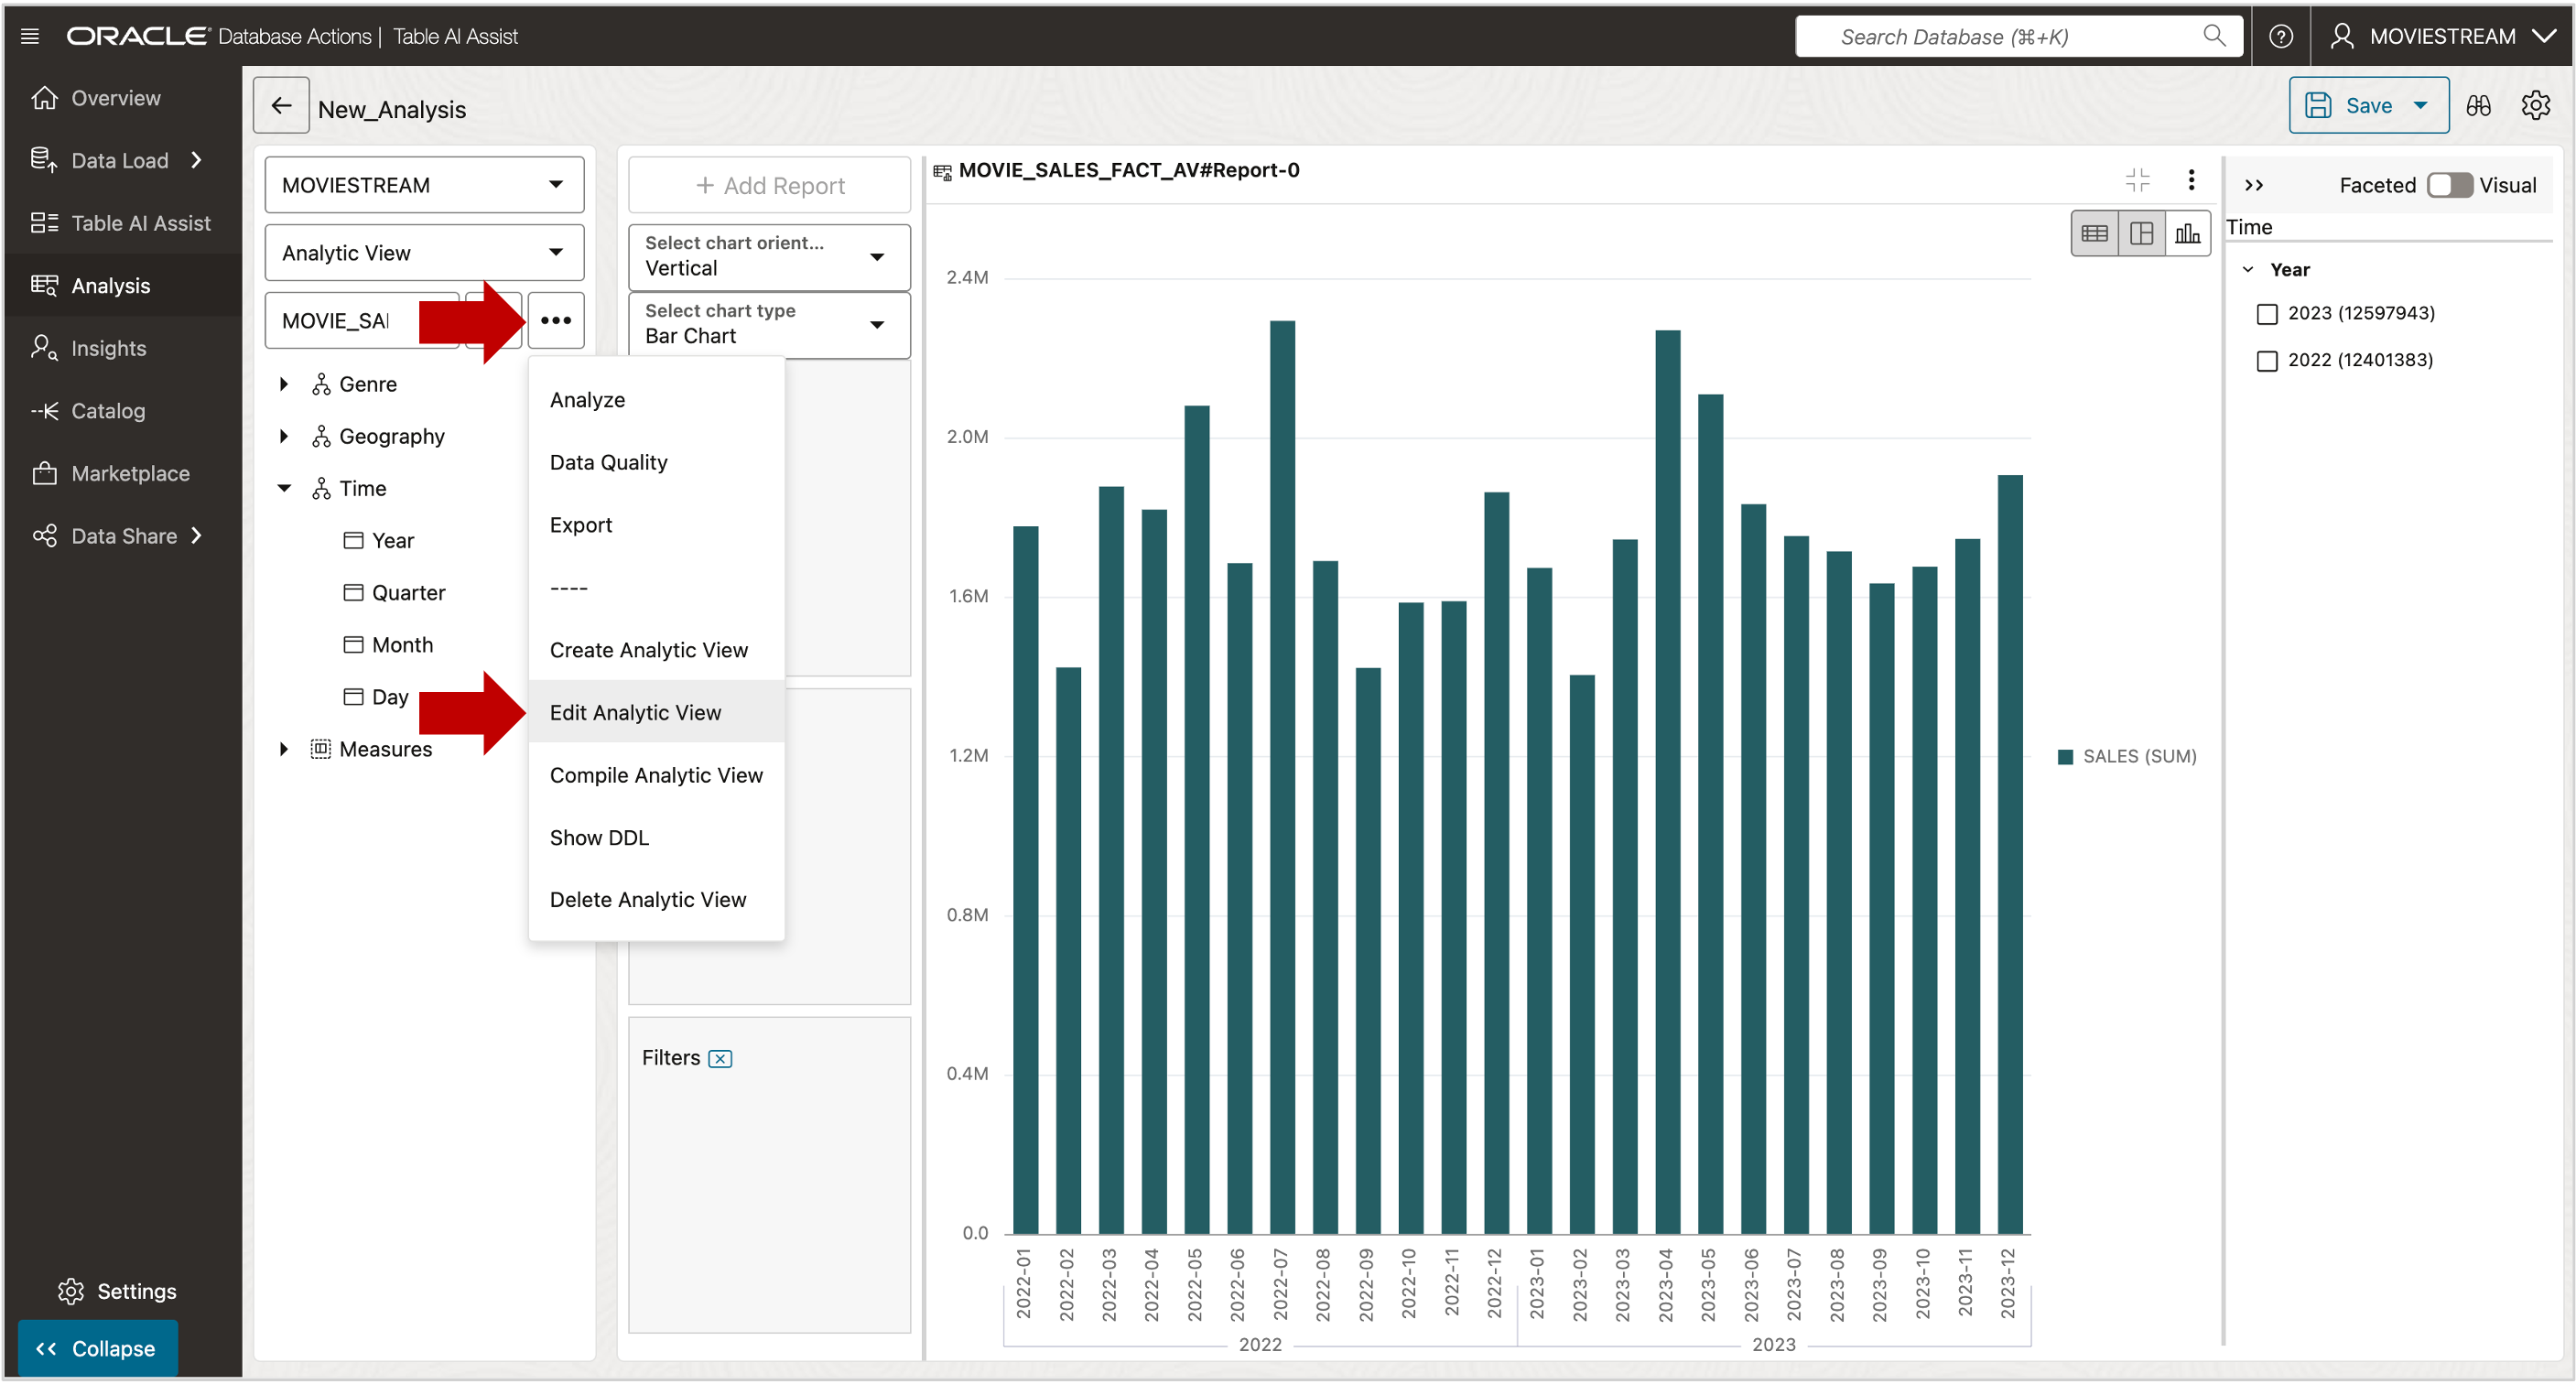 ORACLE Database Actions | Table AI Assist
Search Database (⌘+K)
MOVIESTREAM
Overview
Data Load
Table AI Assist
Analysis
Insights
Catalog
Marketplace
Data Share
Settings
Collapse
New_Analysis
Save
MOVIESTREAM
Analytic View
MOVIE_SA
Genre
Geography
Time
Year
Quarter
Month
Day
Measures
Analyze
Data Quality
Export
----
Create Analytic View
Edit Analytic View
Compile Analytic View
Show DDL
Delete Analytic View
+ Add Report
Select chart orient...
Vertical
Select chart type
Bar Chart
Filters
MOVIE_SALES_FACT_AV#Report-0
2.4M
2.0M
1.6M
1.2M
0.8M
0.4M
0.0
2022-01
2022-02
2022-03
2022-04
2022-05
2022-06
2022-07
2022-08
2022-09
2022-10
2022-11
2022-12
2023-01
2023-02
2023-03
2023-04
2023-05
2023-06
2023-07
2023-08
2023-09
2023-10
2023-11
2023-12
2022
2023
SALES (SUM)
Faceted
Visual
Time
Year
2023 (12597943)
2022 (12401383)